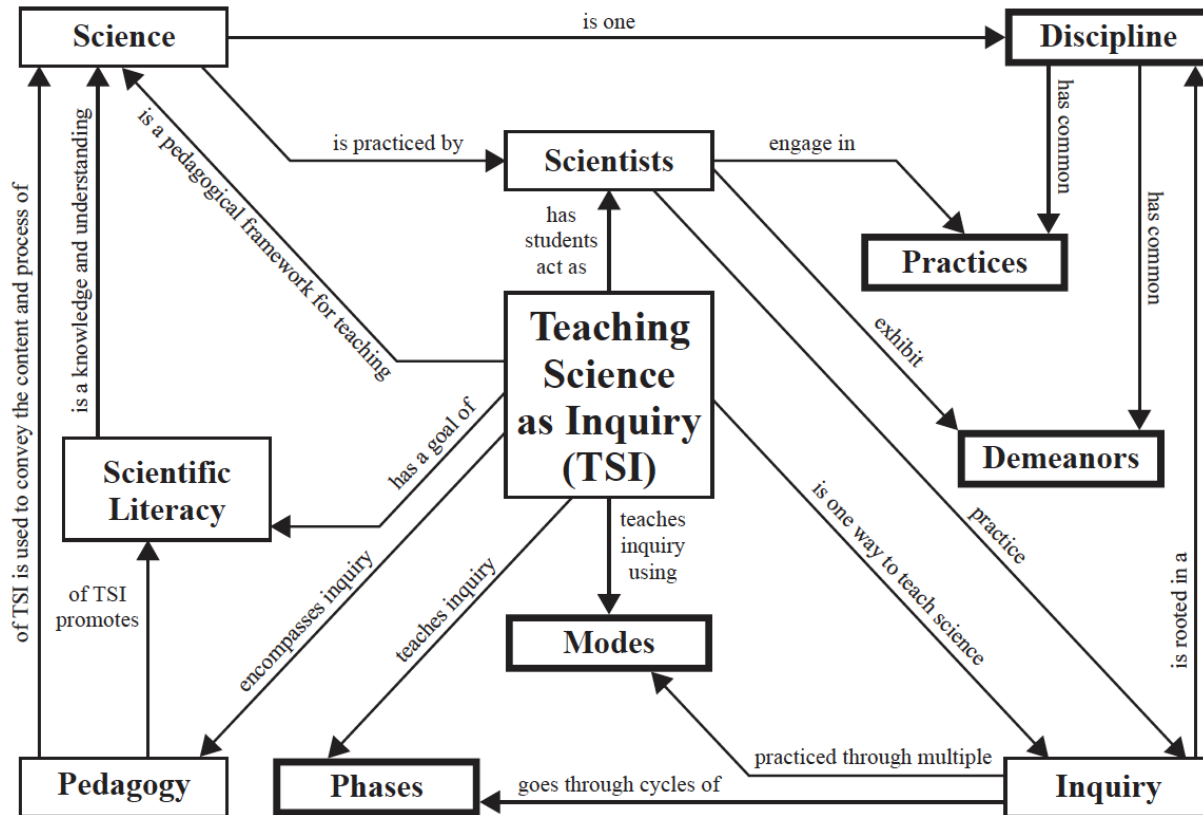 Science
is one
Discipline
is practiced by
Scientists
engage in
has common
has common
Practices
is a pedagogical framework for teaching
is a knowledge and understanding
of TSI is used to convey the content and process of
has
students
act as
exhibit
Teaching
Science
as Inquiry
(TSI)
Demeanors
Scientific
Literacy
has a goal of
practice
is one way to teach science
teaches
inquiry
using
is rooted in a
of TSI
promotes
encompasses inquiry
teaches inquiry
Modes
practiced through multiple
Pedagogy
Phases
goes through cycles of
Inquiry